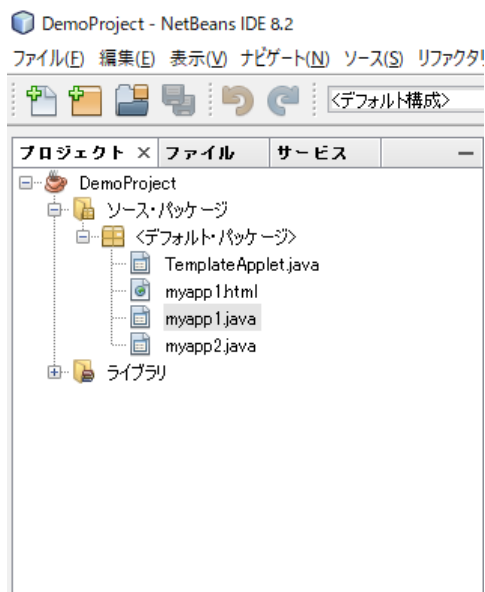 DemoProject - NetBeans IDE 8.2
ファイル(F) 編集(E) 表示(V) ナビゲート(N) ソース(S) リファクタリ
<デフォルト構成>
プロジェクト × ファイル サービス
DemoProject
ソース・パッケージ
<デフォルト・パッケージ>
TemplateApplet.java
myapp1.html
myapp1.java
myapp2.java
ライブラリ